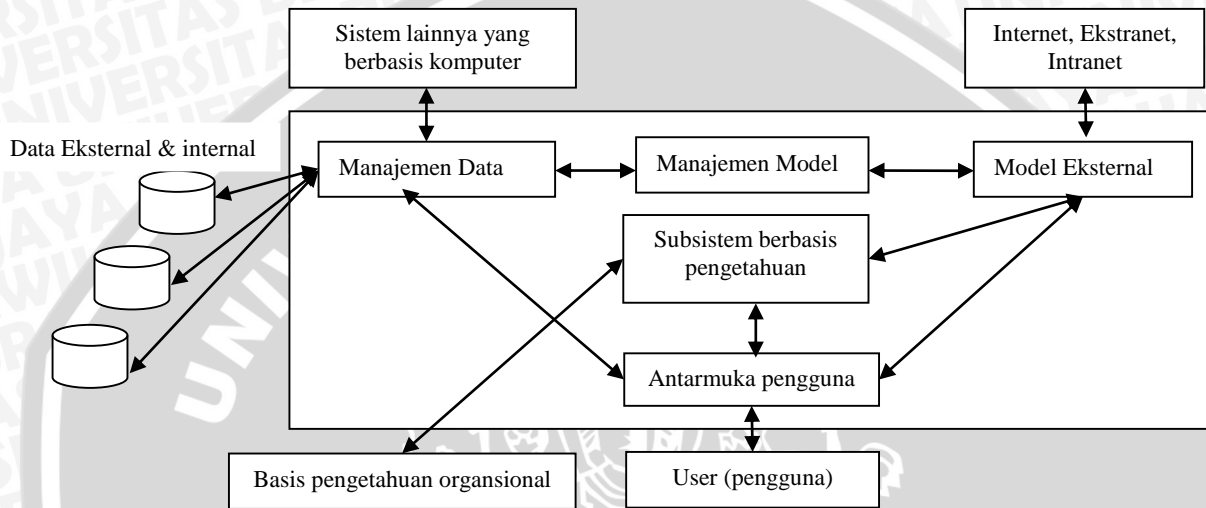 Sistem lainnya yang
berbasis komputer
Internet, Ekstranet,
Intranet
Data Eksternal & internal
Manajemen Data
Manajemen Model
Model Eksternal
Subsistem berbasis
pengetahuan
Antarmuka pengguna
Basis pengetahuan organsional
User (pengguna)
UNI